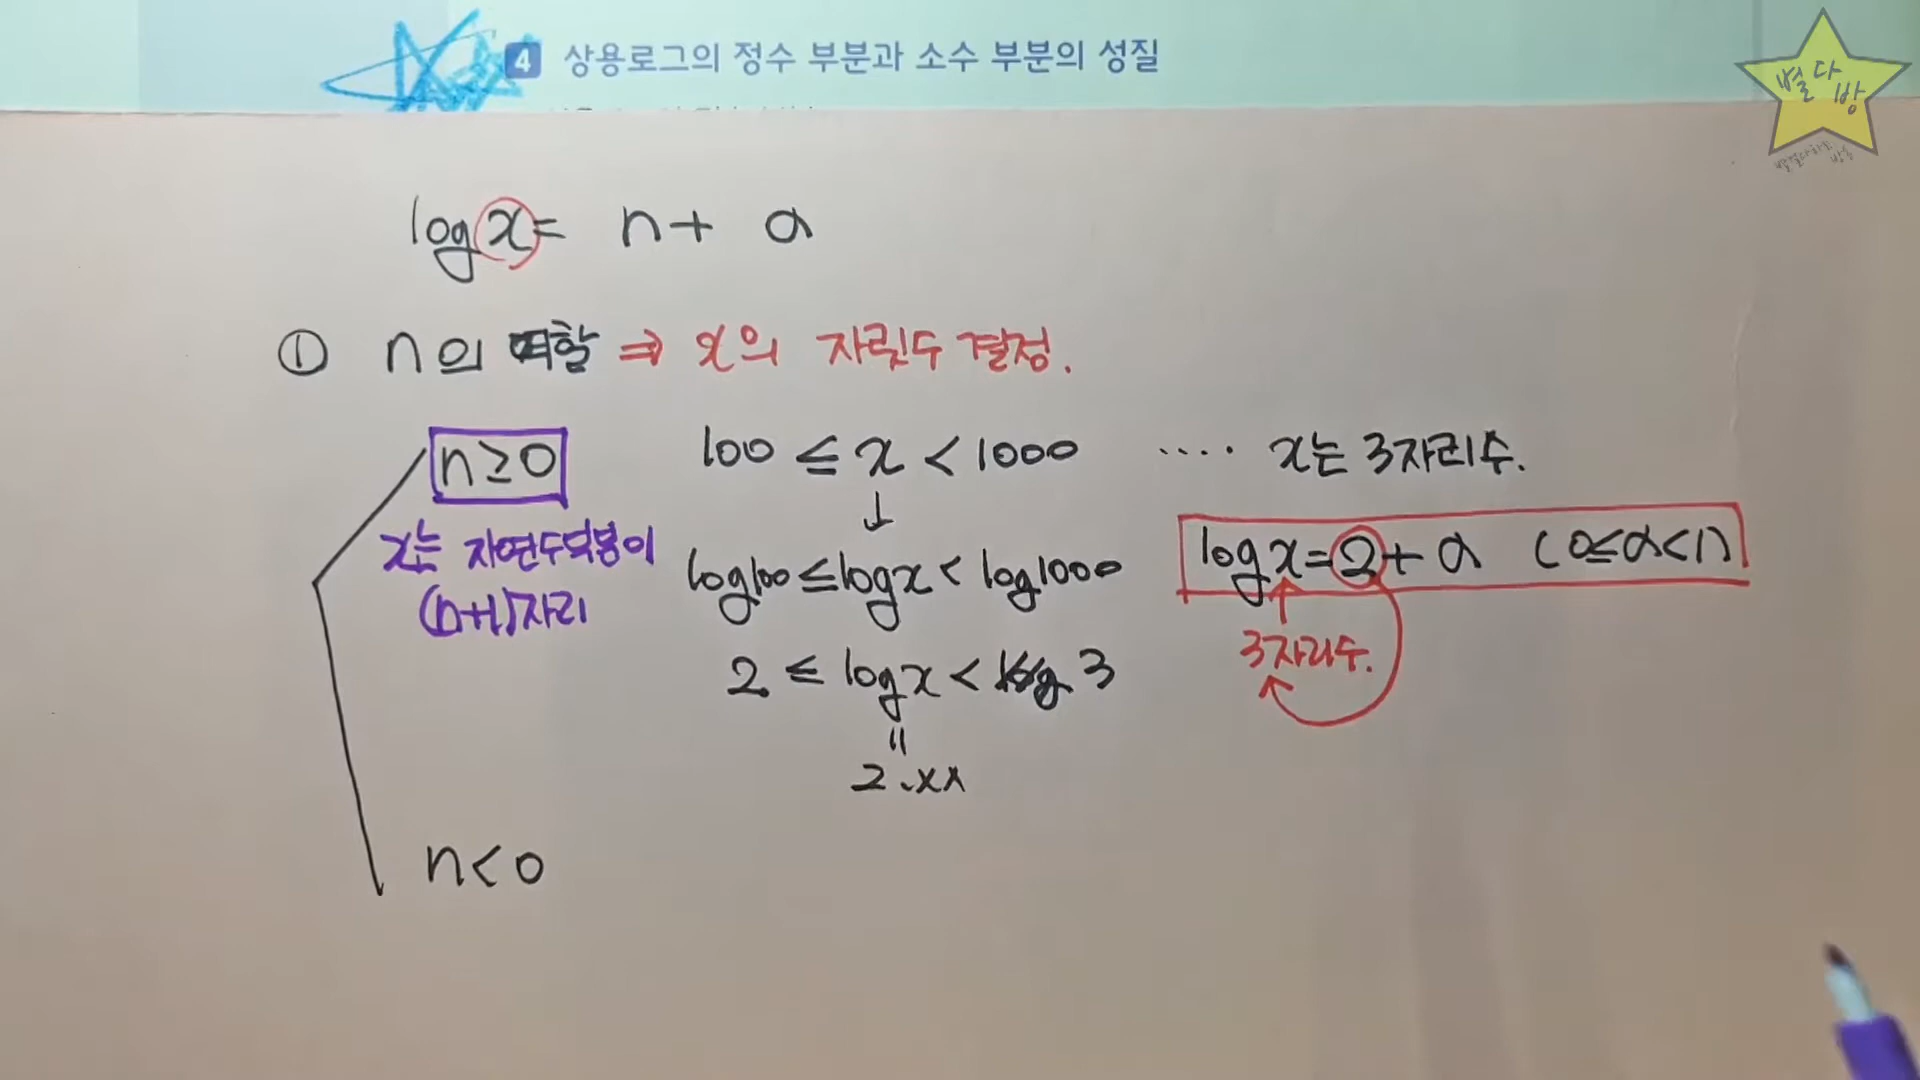 4 상용로그의 정수 부분과 소수 부분의 성질
별다방
log x = n + α
① n의 역할 ⇒ x의 자릿수 결정.
n≥0
100 ≤ x < 1000 ···· x는 3자리수.
↓
x는 자연수부분이
(n+1)자리
log100 ≤ log x < log1000
log x = 2 + α (0≤α<1)
3자리수.
2 ≤ log x < 3
=
2.xx
n<0